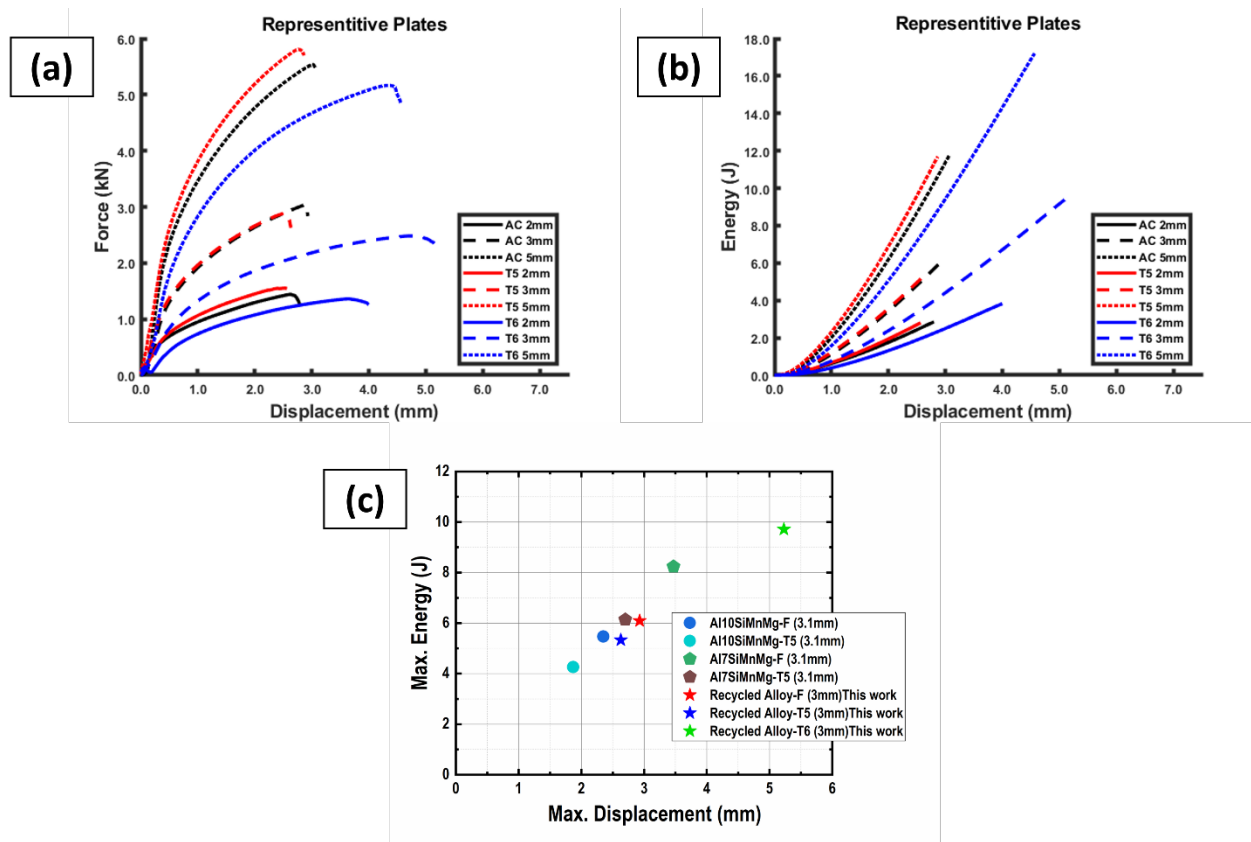 (a)
Representitive Plates
Force (kN)
6.0
5.0
4.0
3.0
2.0
1.0
0.0
0.0 1.0 2.0 3.0 4.0 5.0 6.0 7.0
Displacement (mm)
AC 2mm
AC 3mm
AC 5mm
T5 2mm
T5 3mm
T5 5mm
T6 2mm
T6 3mm
T6 5mm
(b)
Representitive Plates
Energy (J)
18.0
16.0
14.0
12.0
10.0
8.0
6.0
4.0
2.0
0.0
0.0 1.0 2.0 3.0 4.0 5.0 6.0 7.0
Displacement (mm)
AC 2mm
AC 3mm
AC 5mm
T5 2mm
T5 3mm
T5 5mm
T6 2mm
T6 3mm
T6 5mm
(c)
Max. Energy (J)
12
10
8
6
4
2
0
0 1 2 3 4 5 6
Max. Displacement (mm)
Al10SiMnMg-F (3.1mm)
Al10SiMnMg-T5 (3.1mm)
Al7SiMnMg-F (3.1mm)
Al7SiMnMg-T5 (3.1mm)
Recycled Alloy-F (3mm)This work
Recycled Alloy-T5 (3mm)This work
Recycled Alloy-T6 (3mm)This work